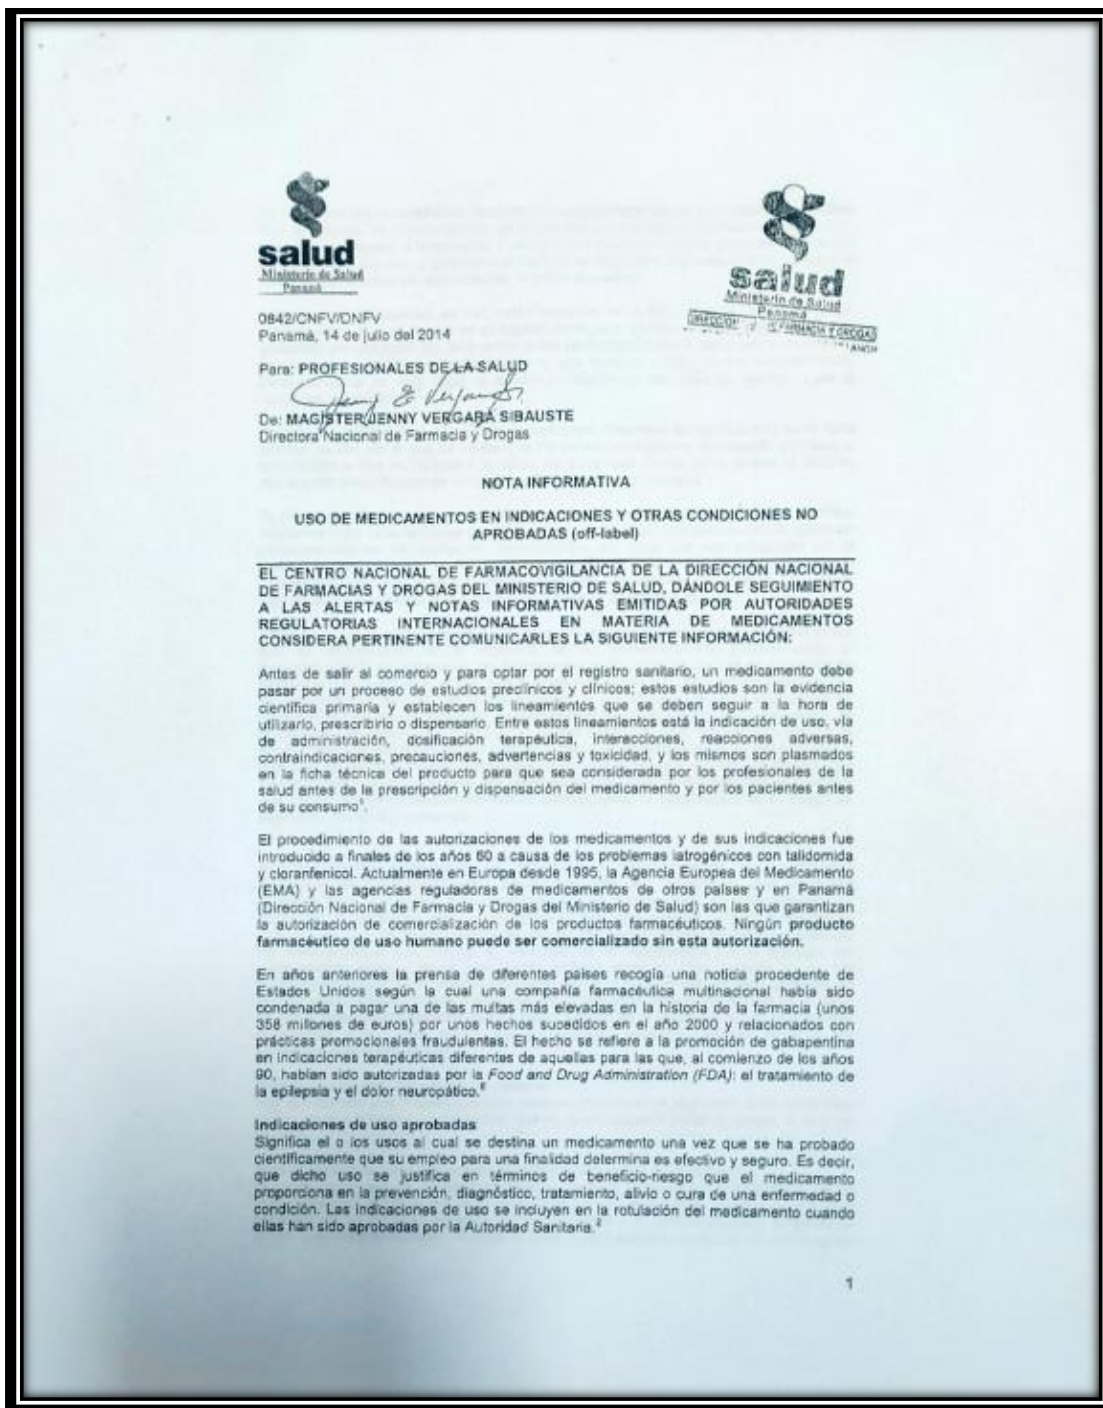 salud
Ministerio de Salud
Panamá
salud
Ministerio de Salud
Panamá
DIRECCION FARMACIA Y DROGAS
0842/CNFV/DNFV
Panamá, 14 de julio del 2014
Para: PROFESIONALES DE LA SALUD
De: MAGISTER JENNY VERGARA SIBAUSTE
Directora Nacional de Farmacia y Drogas
NOTA INFORMATIVA
USO DE MEDICAMENTOS EN INDICACIONES Y OTRAS CONDICIONES NO
APROBADAS (off-label)
EL CENTRO NACIONAL DE FARMACOVIGILANCIA DE LA DIRECCIÓN NACIONAL
DE FARMACIAS Y DROGAS DEL MINISTERIO DE SALUD, DÁNDOLE SEGUIMIENTO
A LAS ALERTAS Y NOTAS INFORMATIVAS EMITIDAS POR AUTORIDADES
REGULATORIAS INTERNACIONALES EN MATERIA DE MEDICAMENTOS
CONSIDERA PERTINENTE COMUNICARLES LA SIGUIENTE INFORMACIÓN:
Antes de salir al comercio y para optar por el registro sanitario, un medicamento debe
pasar por un proceso de estudios preclínicos y clínicos; estos estudios son la evidencia
científica primaria y establecen los lineamientos que se deben seguir a la hora de
utilizarlo, prescribirlo o dispensarlo. Entre estos lineamientos está la indicación de uso, vía
de administración, dosificación terapéutica, interacciones, reacciones adversas,
contraindicaciones, precauciones, advertencias y toxicidad, y los mismos son plasmados
en la ficha técnica del producto para que sea considerada por los profesionales de la
salud antes de la prescripción y dispensación del medicamento y por los pacientes antes
de su consumo¹.
El procedimiento de las autorizaciones de los medicamentos y de sus indicaciones fue
introducido a finales de los años 60 a causa de los problemas iatrogénicos con talidomida
y cloranfenicol. Actualmente en Europa desde 1995, la Agencia Europea del Medicamento
(EMA) y las agencias reguladoras de medicamentos de otros países y en Panamá
(Dirección Nacional de Farmacia y Drogas del Ministerio de Salud) son las que garantizan
la autorización de comercialización de los productos farmacéuticos. Ningún producto
farmacéutico de uso humano puede ser comercializado sin esta autorización.
En años anteriores la prensa de diferentes países recogía una noticia procedente de
Estados Unidos según la cual una compañía farmacéutica multinacional había sido
condenada a pagar una de las multas más elevadas en la historia de la farmacia (unos
358 millones de euros) por unos hechos sucedidos en el año 2000 y relacionados con
prácticas promocionales fraudulentas. El hecho se refiere a la promoción de gabapentina
en indicaciones terapéuticas diferentes de aquellas para las que, al comienzo de los años
90, habían sido autorizadas por la Food and Drug Administration (FDA): el tratamiento de
la epilepsia y el dolor neuropático.
Indicaciones de uso aprobadas
Significa el o los usos al cual se destina un medicamento una vez que se ha probado
científicamente que su empleo para una finalidad determina es efectivo y seguro. Es decir,
que dicho uso se justifica en términos de beneficio-riesgo que el medicamento
proporciona en la prevención, diagnóstico, tratamiento, alivio o cura de una enfermedad o
condición. Las indicaciones de uso se incluyen en la rotulación del medicamento cuando
ellas han sido aprobadas por la Autoridad Sanitaria.²
1